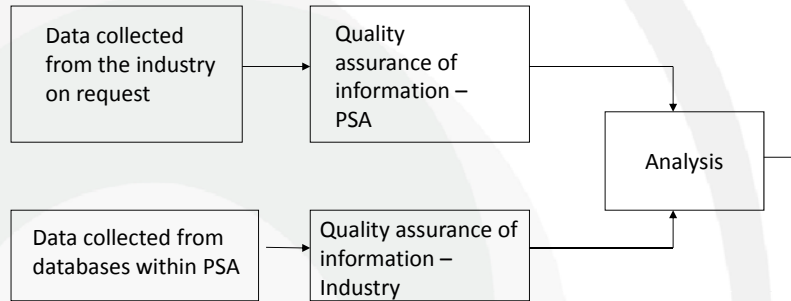 Data collected
from the industry
on request
Quality
assurance of
information –
PSA
Analysis
Data collected from
databases within PSA
Quality assurance of
information –
Industry